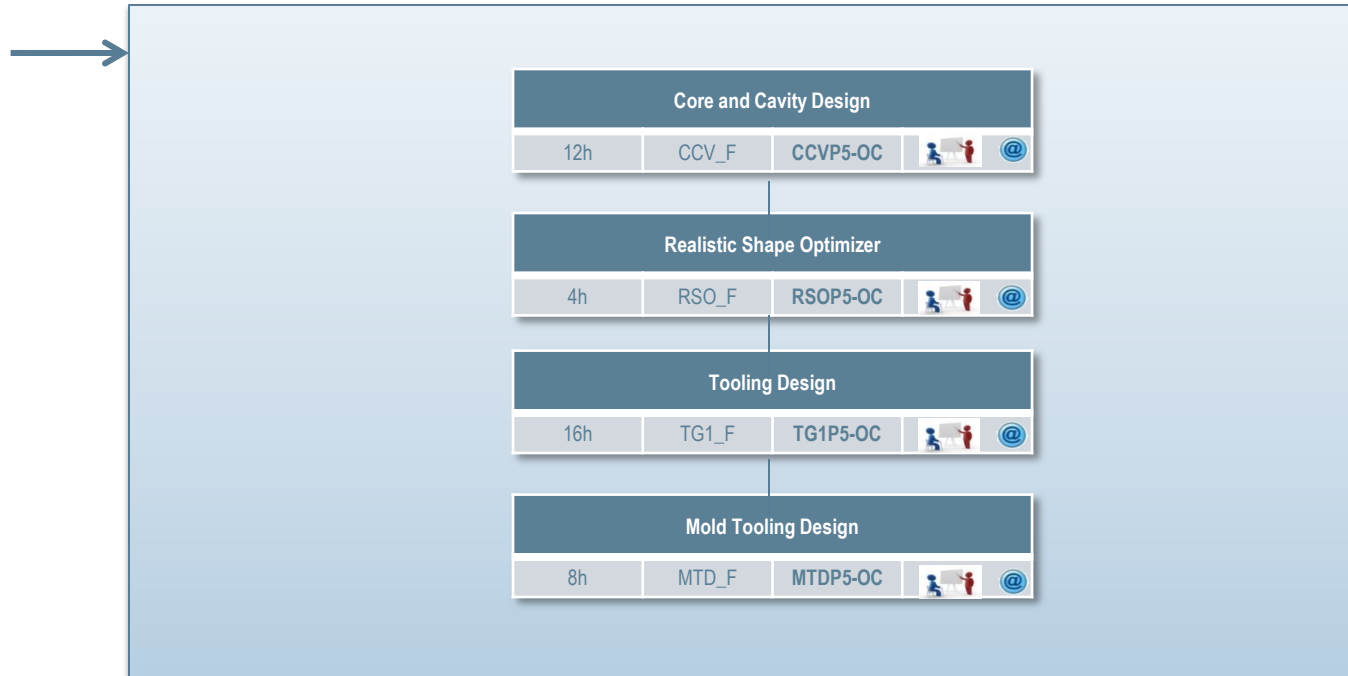 Core and Cavity Design
12h CCV_F CCVP5-OC @
Realistic Shape Optimizer
4h RSO_F RSOP5-OC @
Tooling Design
16h TG1_F TG1P5-OC @
Mold Tooling Design
8h MTD_F MTDP5-OC @